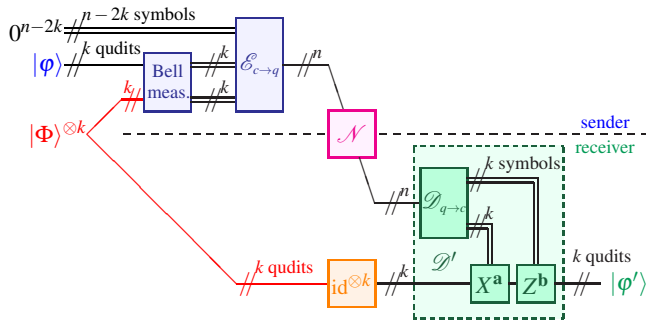 0^{n-2k} n − 2k symbols
|φ⟩ k qudits Bell meas. k k ℰ_{c→q} n
k
|Φ⟩^{⊗k} 𝒩 sender
receiver
n 𝒟_{q→c} k symbols
k
𝒟′
k qudits id^{⊗k} k X^a Z^b k qudits |φ′⟩